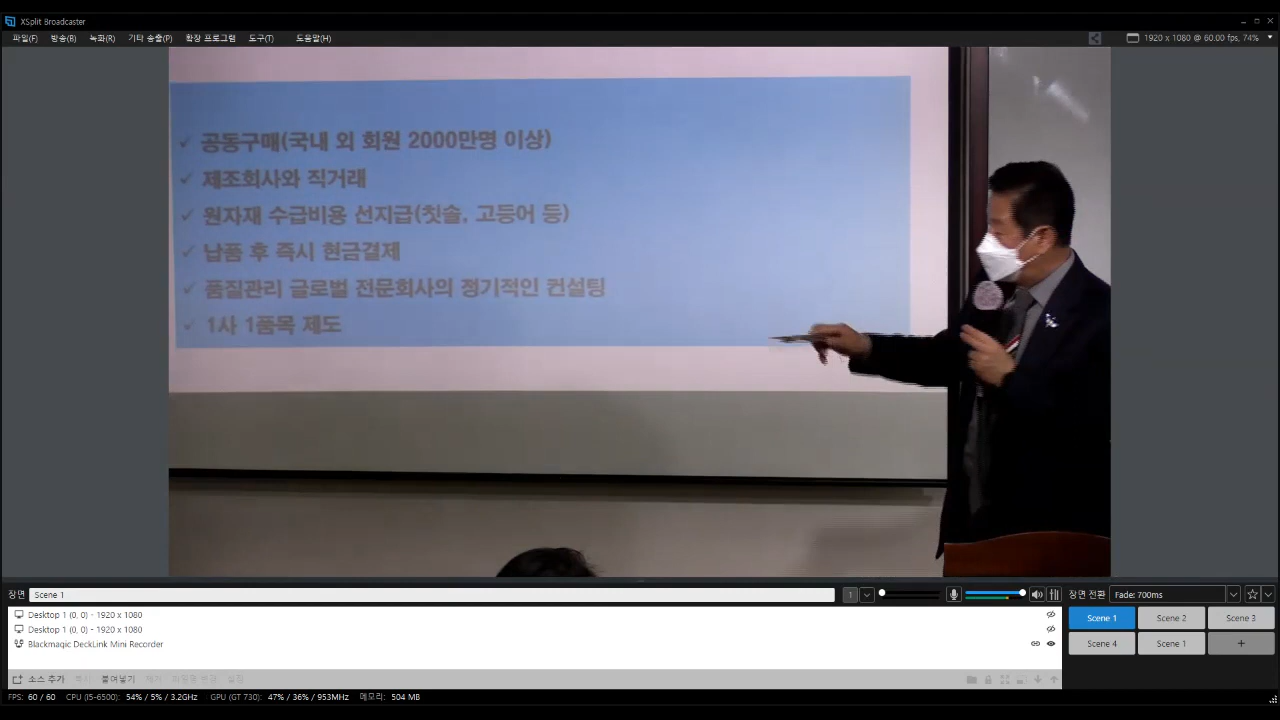 XSplit Broadcaster
파일(F) 방송(B) 녹화(R) 기타 송출(P) 확장 프로그램 도구(T) 도움말(H) 1920 x 1080 @ 60.00 fps, 74%
✓ 공동구매(국내 외 회원 2000만명 이상)
✓ 제조회사와 직거래
✓ 원자재 수급비용 선지급(칫솔, 고등어 등)
✓ 납품 후 즉시 현금결제
✓ 품질관리 글로벌 전문회사의 정기적인 컨설팅
✓ 1사 1품목 제도
장면 Scene 1 1 장면 전환 Fade: 700ms
Desktop 1 (0, 0) - 1920 x 1080
Desktop 1 (0, 0) - 1920 x 1080
Blackmagic DeckLink Mini Recorder
Scene 1 Scene 2 Scene 3
Scene 4 Scene 1 +
소스 추가 복사 붙여넣기 제거 설정
FPS: 60 / 60 CPU (I5-6500): 54% / 5% / 3.2GHz GPU (GT 730): 47% / 36% / 953MHz 메모리: 504 MB